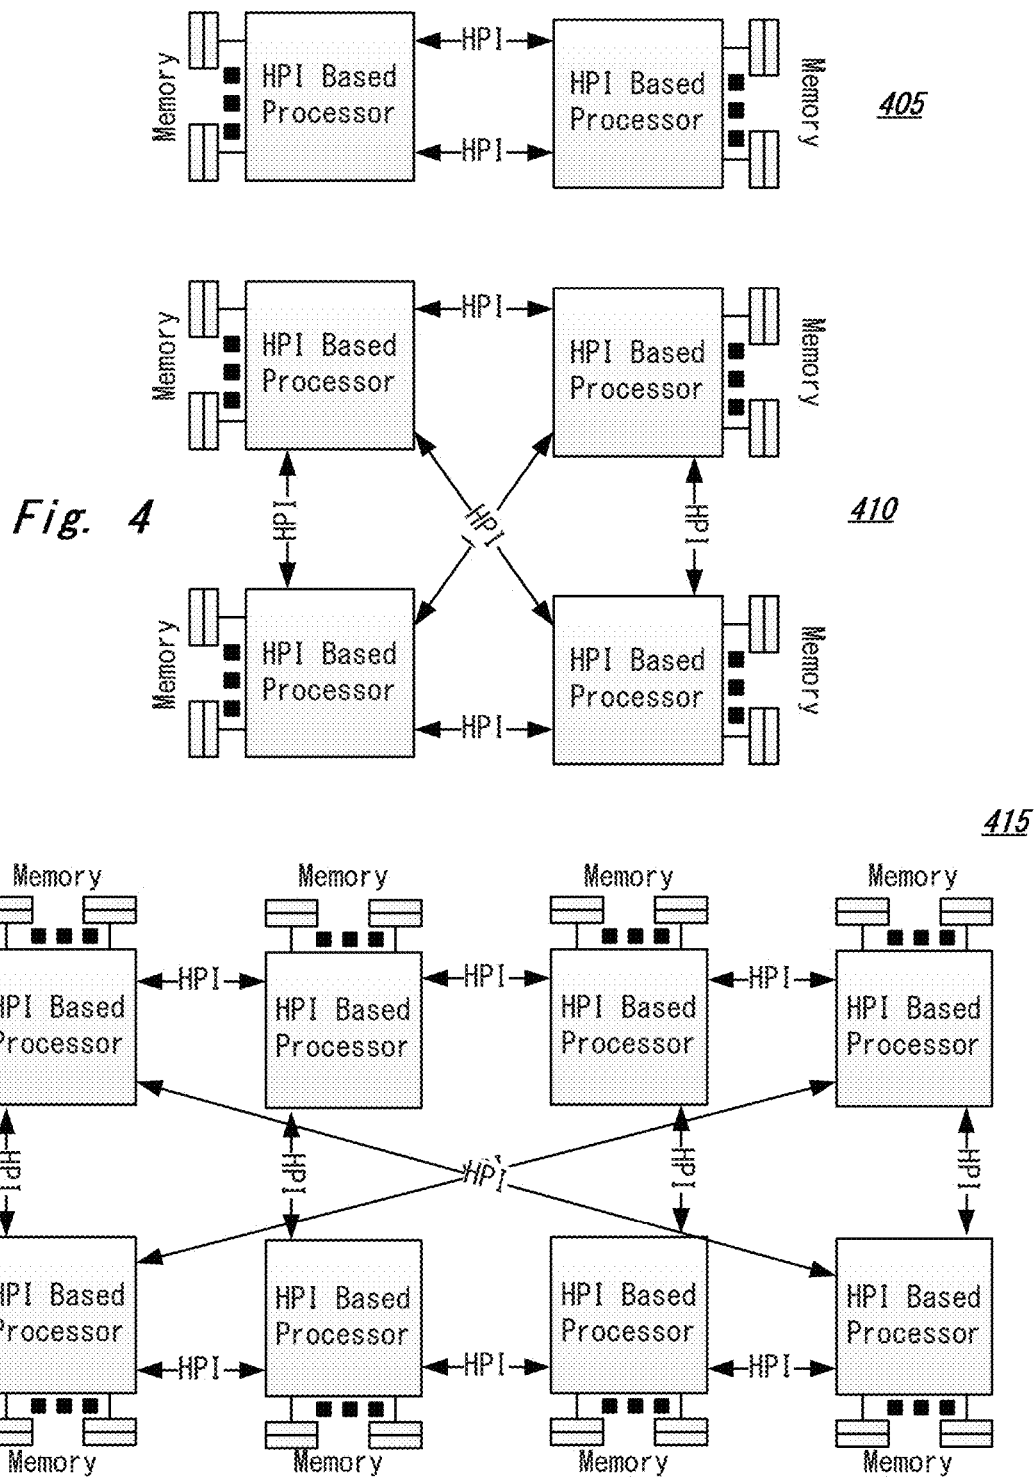 HPI
HPI Based
Processor
HPI Based
Processor
HPI
Memory
Memory
405
HPI
HPI Based
Processor
HPI Based
Processor
Memory
Memory
Fig. 4
HPI
HPI
HPI
410
HPI Based
Processor
HPI Based
Processor
HPI
Memory
Memory
415
Memory
Memory
Memory
Memory
HPI
HPI
HPI
HPI Based
Processor
HPI Based
Processor
HPI Based
Processor
HPI Based
Processor
HPI
HPI
HPI
HPI
HPI
HPI Based
Processor
HPI Based
Processor
HPI Based
Processor
HPI Based
Processor
HPI
HPI
HPI
Memory
Memory
Memory
Memory